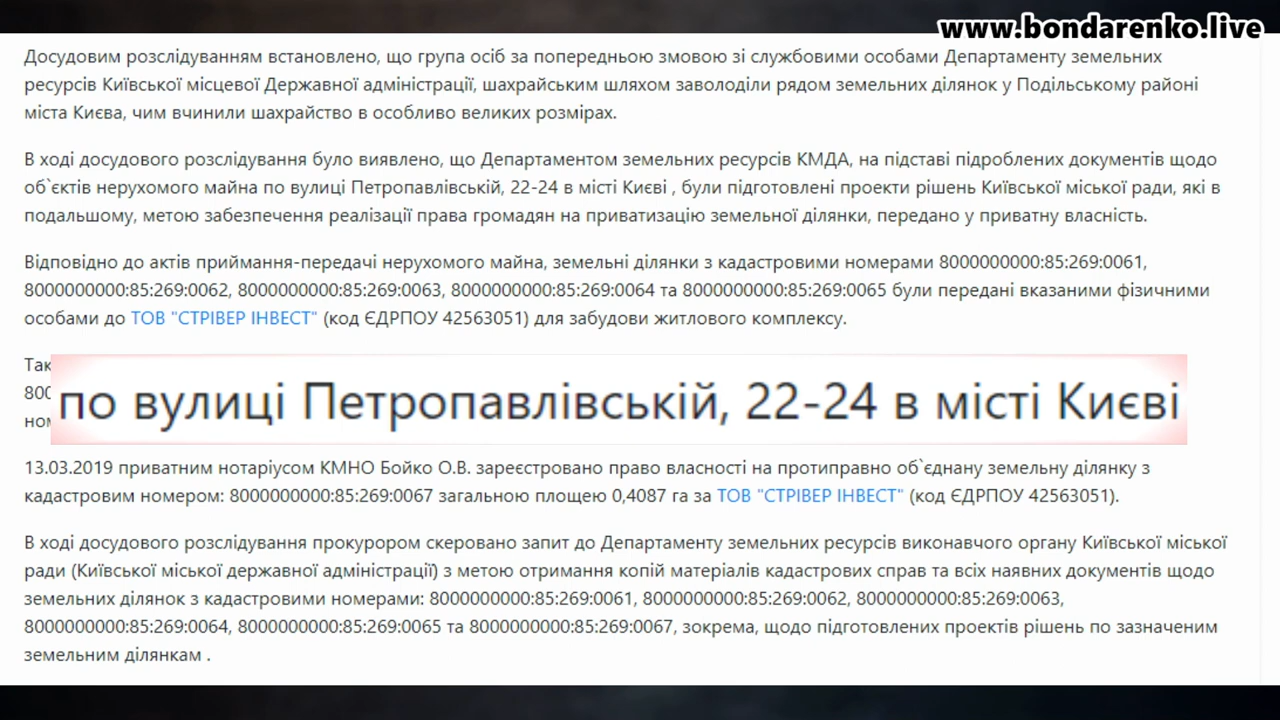 www.bondarenko.live
Досудовим розслідуванням встановлено, що група осіб за попередньою змовою зі службовими особами Департаменту земельних
ресурсів Київської місцевої Державної адміністрації, шахрайським шляхом заволоділи рядом земельних ділянок у Подільському районі
міста Києва, чим вчинили шахрайство в особливо великих розмірах.
В ході досудового розслідування було виявлено, що Департаментом земельних ресурсів КМДА, на підставі підроблених документів щодо
об`єктів нерухомого майна по вулиці Петропавлівській, 22-24 в місті Києві , були підготовлені проекти рішень Київської міської ради, які в
подальшому, метою забезпечення реалізації права громадян на приватизацію земельної ділянки, передано у приватну власність.
Відповідно до актів приймання-передачі нерухомого майна, земельні ділянки з кадастровими номерами 8000000000:85:269:0061,
8000000000:85:269:0062, 8000000000:85:269:0063, 8000000000:85:269:0064 та 8000000000:85:269:0065 були передані вказаними фізичними
особами до ТОВ "СТРІВЕР ІНВЕСТ" (код ЄДРПОУ 42563051) для забудови житлового комплексу.
Так
800
по вулиці Петропавлівській, 22-24 в місті Києві
13.03.2019 приватним нотаріусом КМНО Бойко О.В. зареєстровано право власності на протиправно об`єднану земельну ділянку з
кадастровим номером: 8000000000:85:269:0067 загальною площею 0,4087 га за ТОВ "СТРІВЕР ІНВЕСТ" (код ЄДРПОУ 42563051).
В ході досудового розслідування прокурором скеровано запит до Департаменту земельних ресурсів виконавчого органу Київської міської
ради (Київської міської державної адміністрації) з метою отримання копій матеріалів кадастрових справ та всіх наявних документів щодо
земельних ділянок з кадастровими номерами: 8000000000:85:269:0061, 8000000000:85:269:0062, 8000000000:85:269:0063,
8000000000:85:269:0064, 8000000000:85:269:0065 та 8000000000:85:269:0067, зокрема, щодо підготовлених проектів рішень по зазначеним
земельним ділянкам .